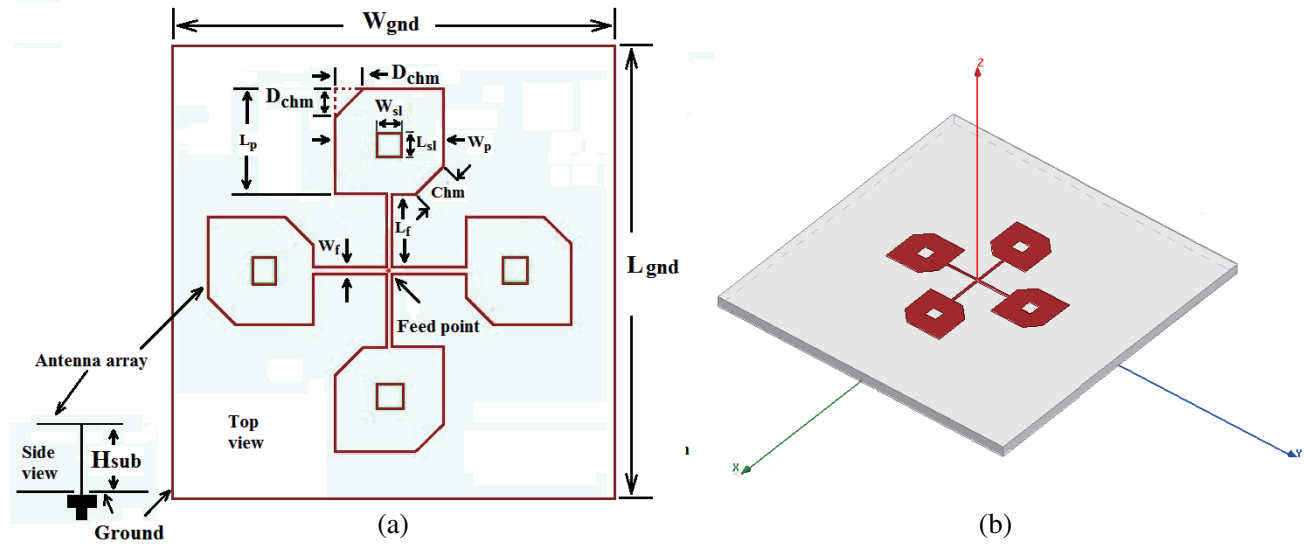 Wgnd
Dchm
Dchm
Wsl
Lp
Lsl
Wp
Chm
Lf
Wf
Lgnd
Feed point
Antenna array
Top
view
Side
view
Hsub
Ground
(a)
Z
X
Y
(b)